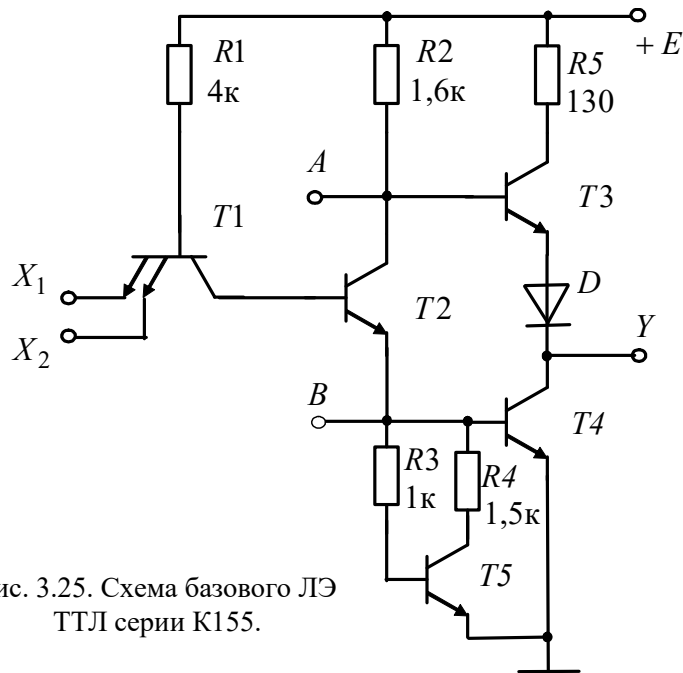 R1
4к
R2
1,6к
R5
130
+ E
A
T1
T3
X1
X2
T2
D
Y
B
T4
R3
1к
R4
1,5к
T5
ис. 3.25. Схема базового ЛЭ
ТТЛ серии К155.